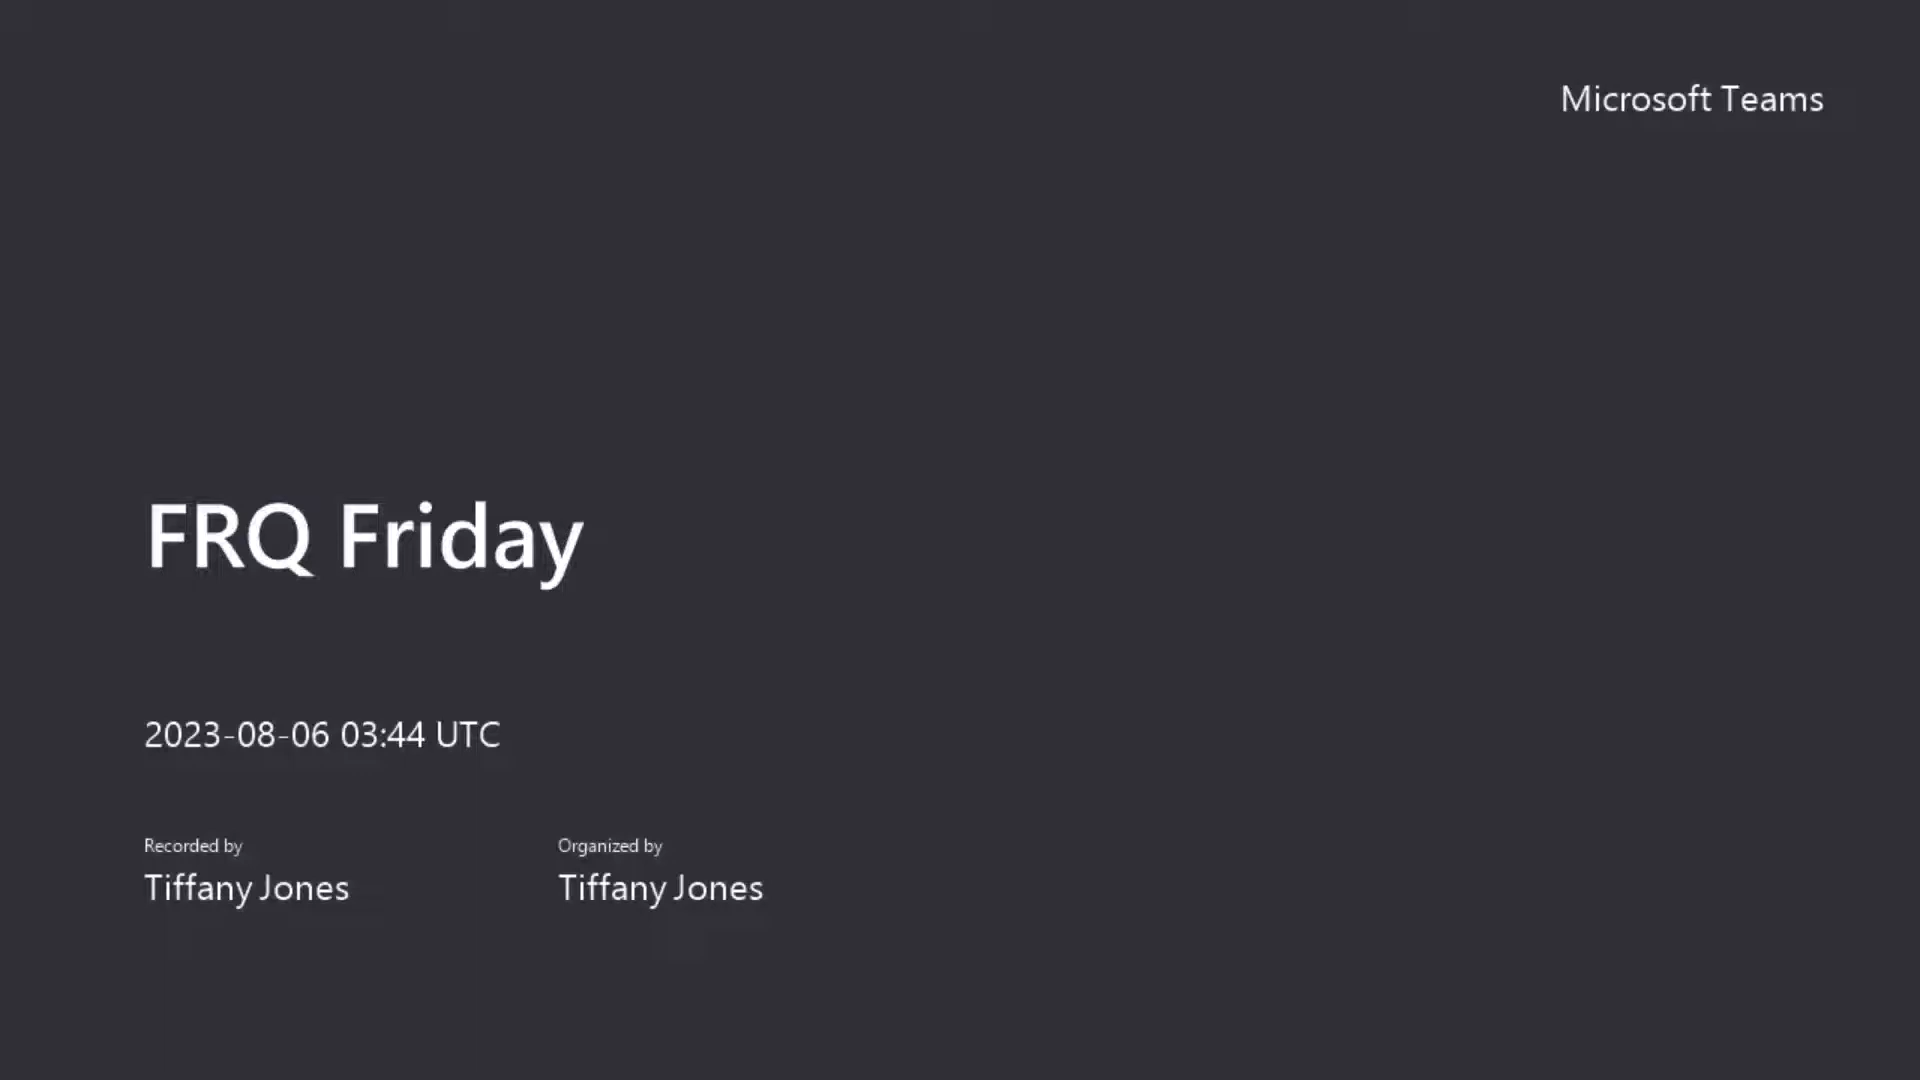 Microsoft Teams
FRQ Friday
2023-08-06 03:44 UTC
Recorded by
Tiffany Jones
Organized by
Tiffany Jones